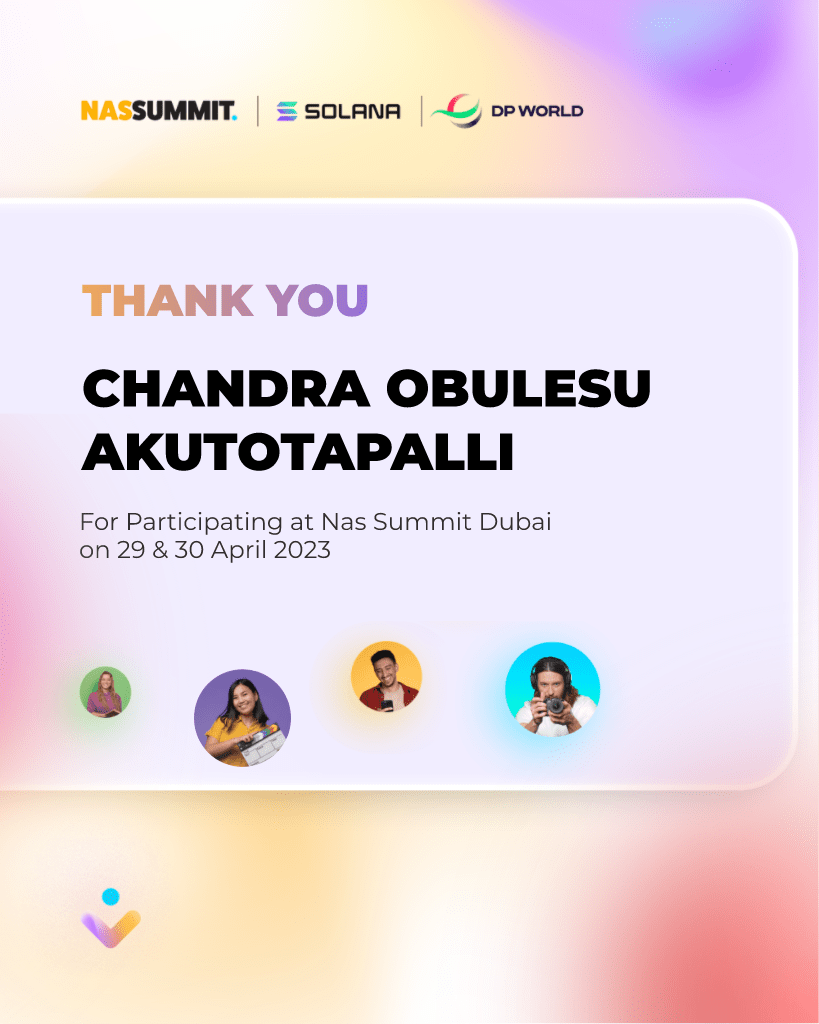 NASSUMMIT. | SOLANA | DP WORLD
THANK YOU
CHANDRA OBULESU
AKUTOTAPALLI
For Participating at Nas Summit Dubai
on 29 & 30 April 2023